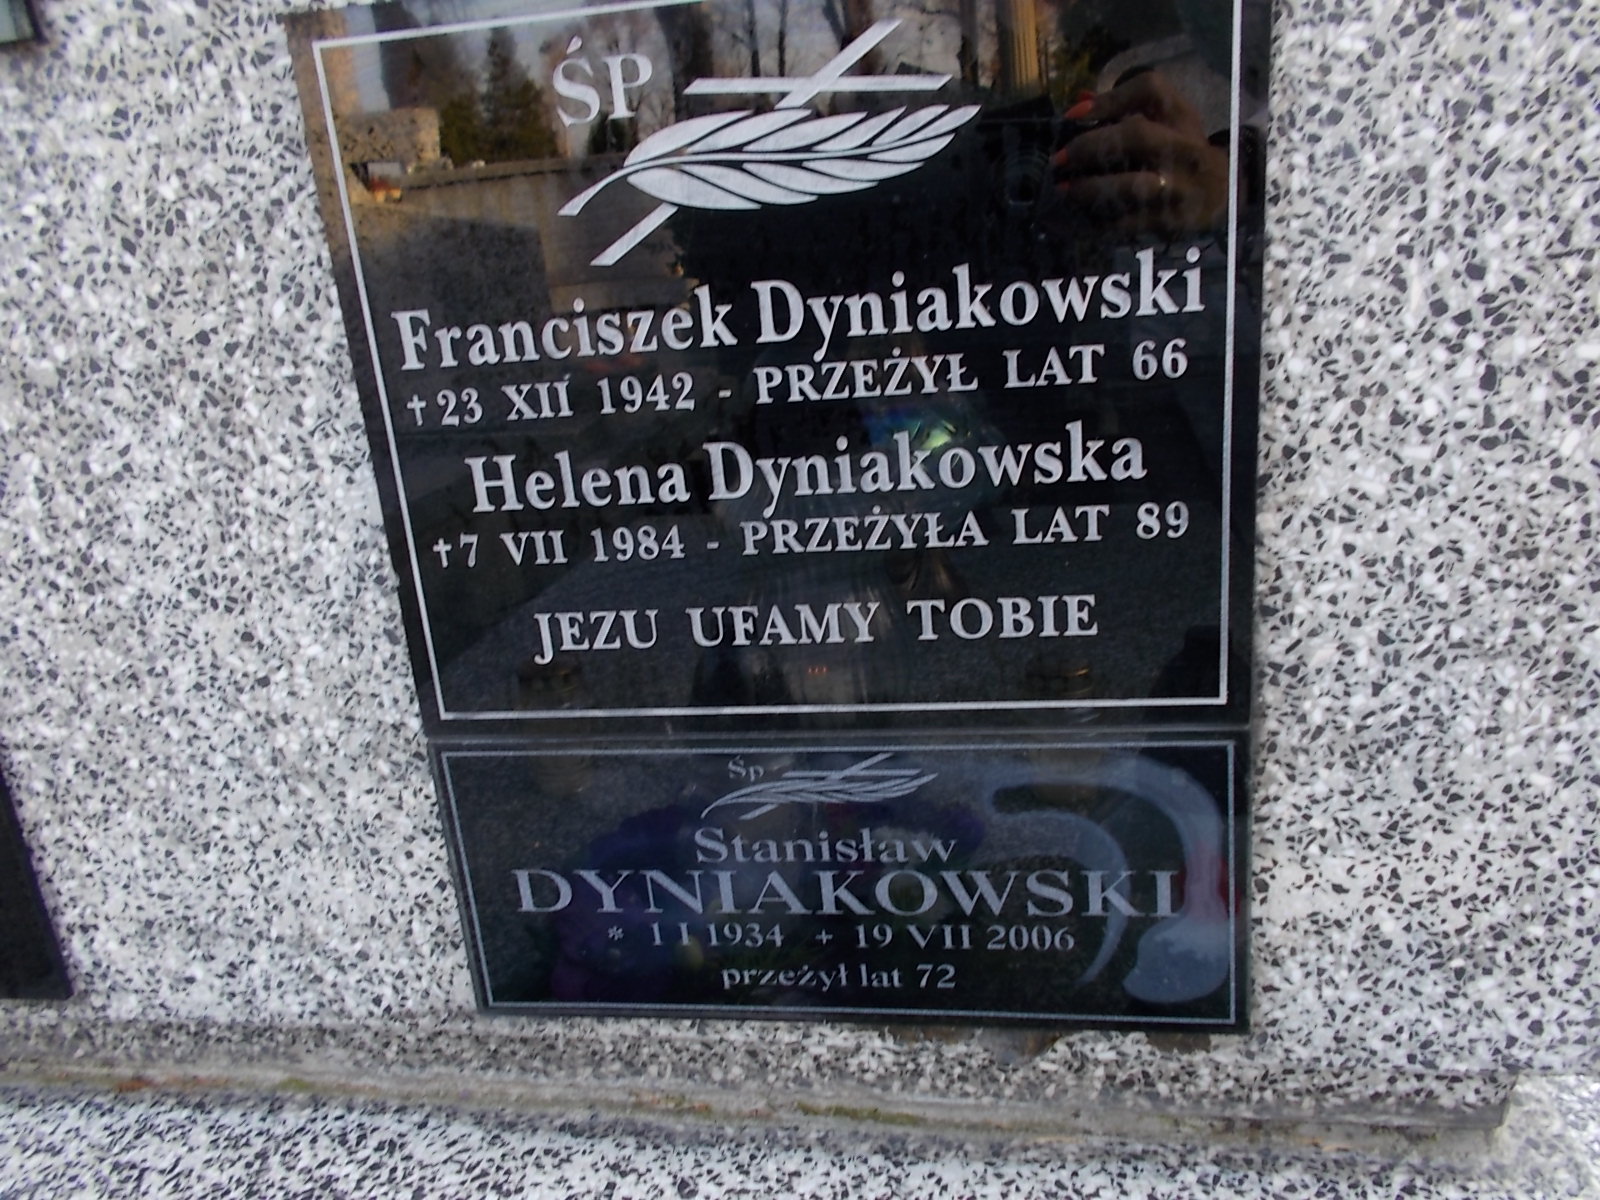 ŚP
Franciszek Dyniakowski
†23 XII 1942 - PRZEŻYŁ LAT 66
Helena Dyniakowska
†7 VII 1984 - PRZEŻYŁA LAT 89
JEZU UFAMY TOBIE
Śp
Stanisław
DYNIAKOWSKI
* 1 I 1934 + 19 VII 2006
przeżył lat 72